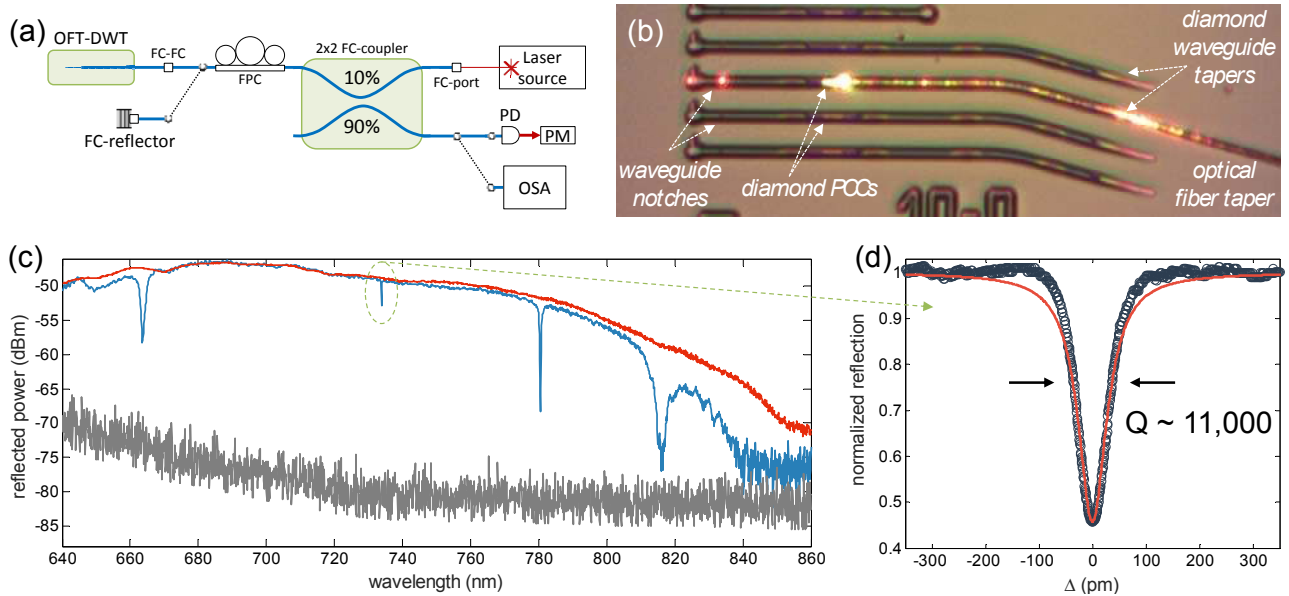 (a)
OFT-DWT
FC-FC
FPC
2x2 FC-coupler
10%
90%
FC-port
Laser
source
FC-reflector
PD
PM
OSA
(b)
diamond
waveguide
tapers
waveguide
notches
diamond PCCs
optical
fiber taper
10-0
(c)
reflected power (dBm)
-50
-55
-60
-65
-70
-75
-80
-85
640
660
680
700
720
740
760
780
800
820
840
860
wavelength (nm)
(d)
normalized reflection
1
0.9
0.8
0.7
0.6
0.5
0.4
Q ~ 11,000
-300
-200
-100
0
100
200
300
Δ (pm)